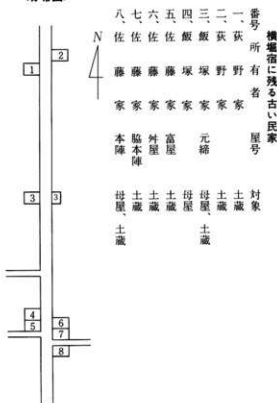 横堀宿に残る古い民家
番号 所有者 屋号 対象
一、荻野家 土蔵
二、荻野家 土蔵
三、飯塚家 元締 母屋、土蔵
四、飯塚家 母屋
五、佐藤家 富屋 土蔵
六、佐藤家 舛屋 土蔵
七、佐藤家 脇本陣 土蔵
八、佐藤家 本陣 母屋、土蔵
N
2
1
3
3
4
5
6
7
8